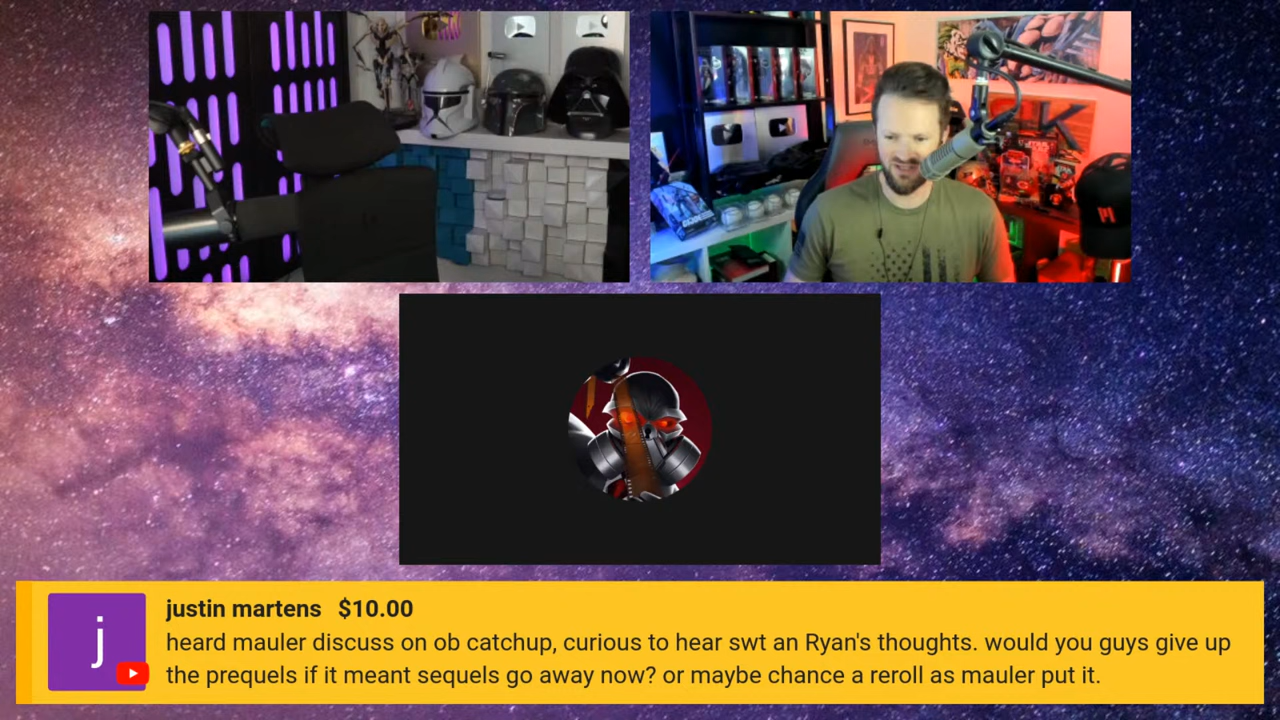 justin martens $10.00
heard mauler discuss on ob catchup, curious to hear swt an Ryan's thoughts. would you guys give up
the prequels if it meant sequels go away now? or maybe chance a reroll as mauler put it.
j